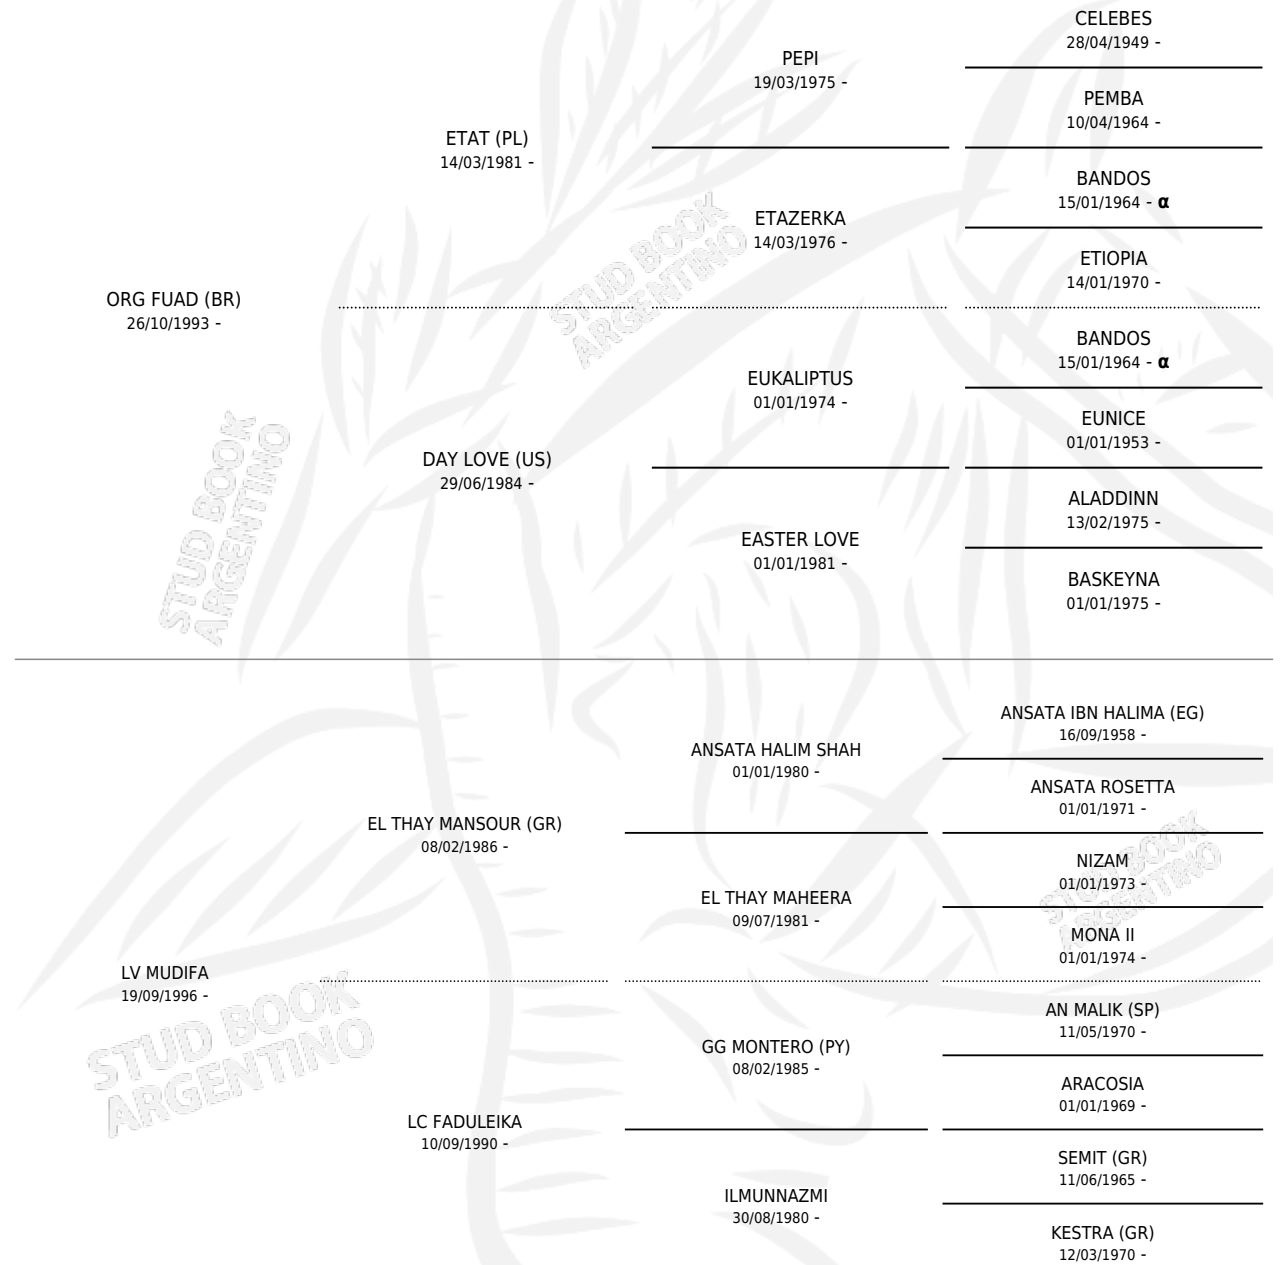 CELEBES
28/04/1949 -
PEPI
19/03/1975 -
PEMBA
10/04/1964 -
ETAT (PL)
14/03/1981 -
BANDOS
15/01/1964 - α
ETAZERKA
14/03/1976 -
ETIOPIA
14/01/1970 -
ORG FUAD (BR)
26/10/1993 -
BANDOS
15/01/1964 - α
EUKALIPTUS
01/01/1974 -
EUNICE
01/01/1953 -
DAY LOVE (US)
29/06/1984 -
ALADDINN
13/02/1975 -
EASTER LOVE
01/01/1981 -
BASKEYNA
01/01/1975 -
STUD BOOK
ARGENTINO
STUD BOOK
ARGENTINO
ANSATA IBN HALIMA (EG)
16/09/1958 -
ANSATA HALIM SHAH
01/01/1980 -
ANSATA ROSETTA
01/01/1971 -
EL THAY MANSOUR (GR)
08/02/1986 -
NIZAM
01/01/1973 -
EL THAY MAHEERA
09/07/1981 -
MONA II
01/01/1974 -
LV MUDIFA
19/09/1996 -
AN MALIK (SP)
11/05/1970 -
GG MONTERO (PY)
08/02/1985 -
ARACOSIA
01/01/1969 -
LC FADULEIKA
10/09/1990 -
SEMIT (GR)
11/06/1965 -
ILMUNNAZMI
30/08/1980 -
KESTRA (GR)
12/03/1970 -
STUD BOOK
ARGENTINO
STUD BOOK
ARGENTINO